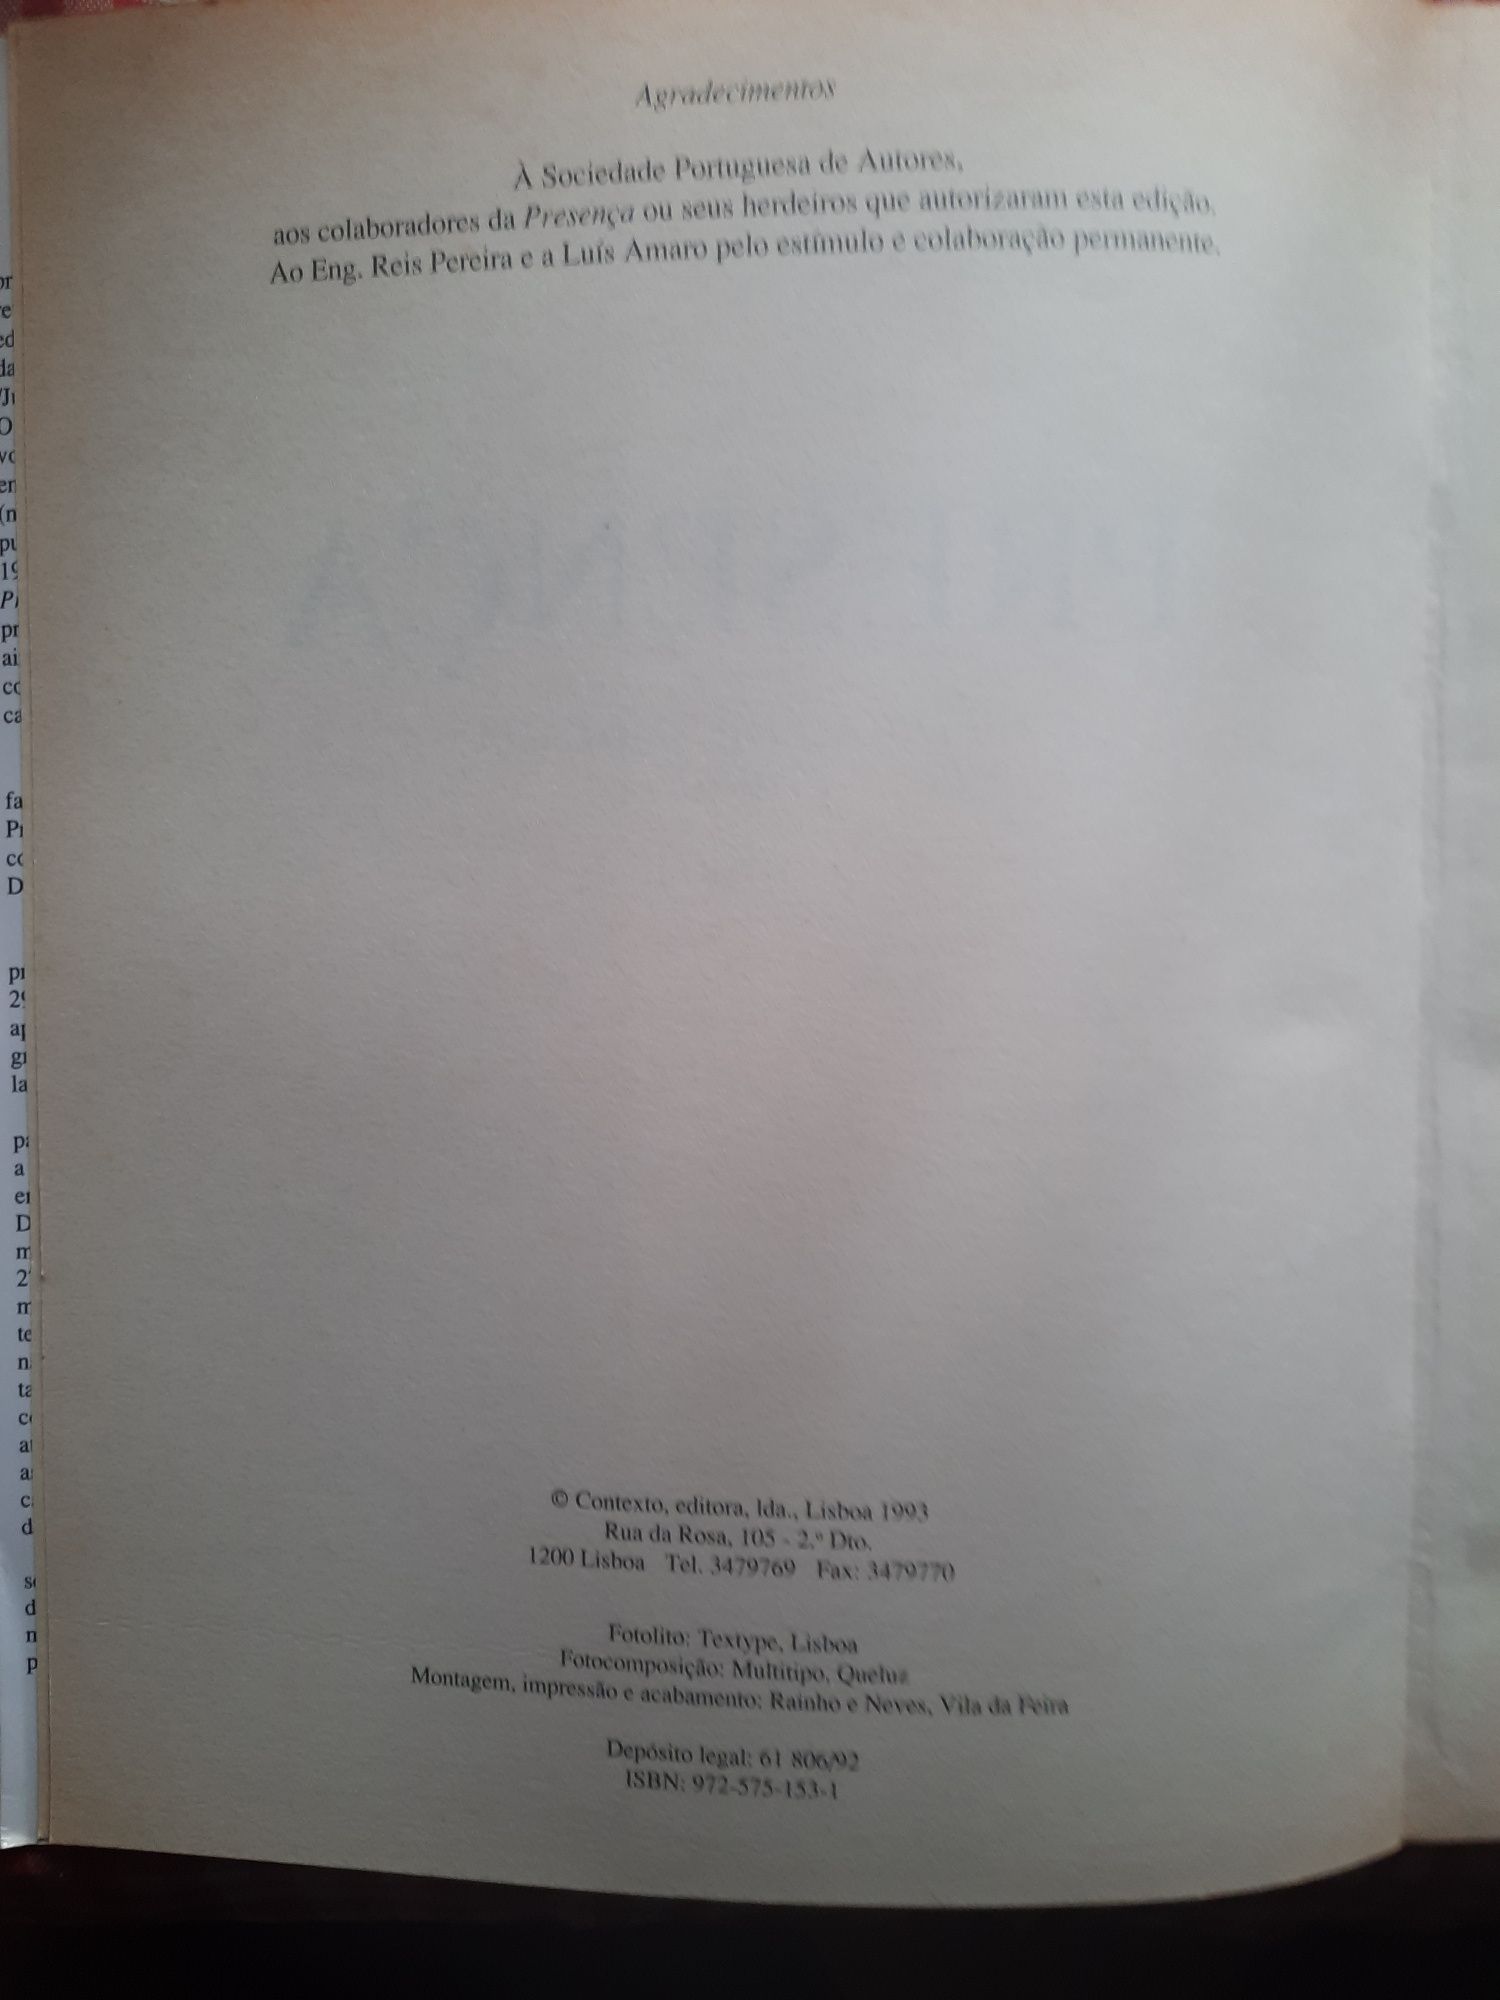 Agradecimentos
À Sociedade Portuguesa de Autores,
aos colaboradores da Presença ou seus herdeiros que autorizaram esta edição.
Ao Eng. Reis Pereira e a Luís Amaro pelo estímulo e colaboração permanente.
© Contexto, editora, lda., Lisboa 1993
Rua da Rosa, 105 - 2.º Dto.
1200 Lisboa Tel. 3479769 Fax: 3479770
Fotolito: Textype, Lisboa
Fotocomposição: Multitipo, Queluz
Montagem, impressão e acabamento: Rainho e Neves, Vila da Feira
Depósito legal: 61 806/92
ISBN: 972-575-153-1